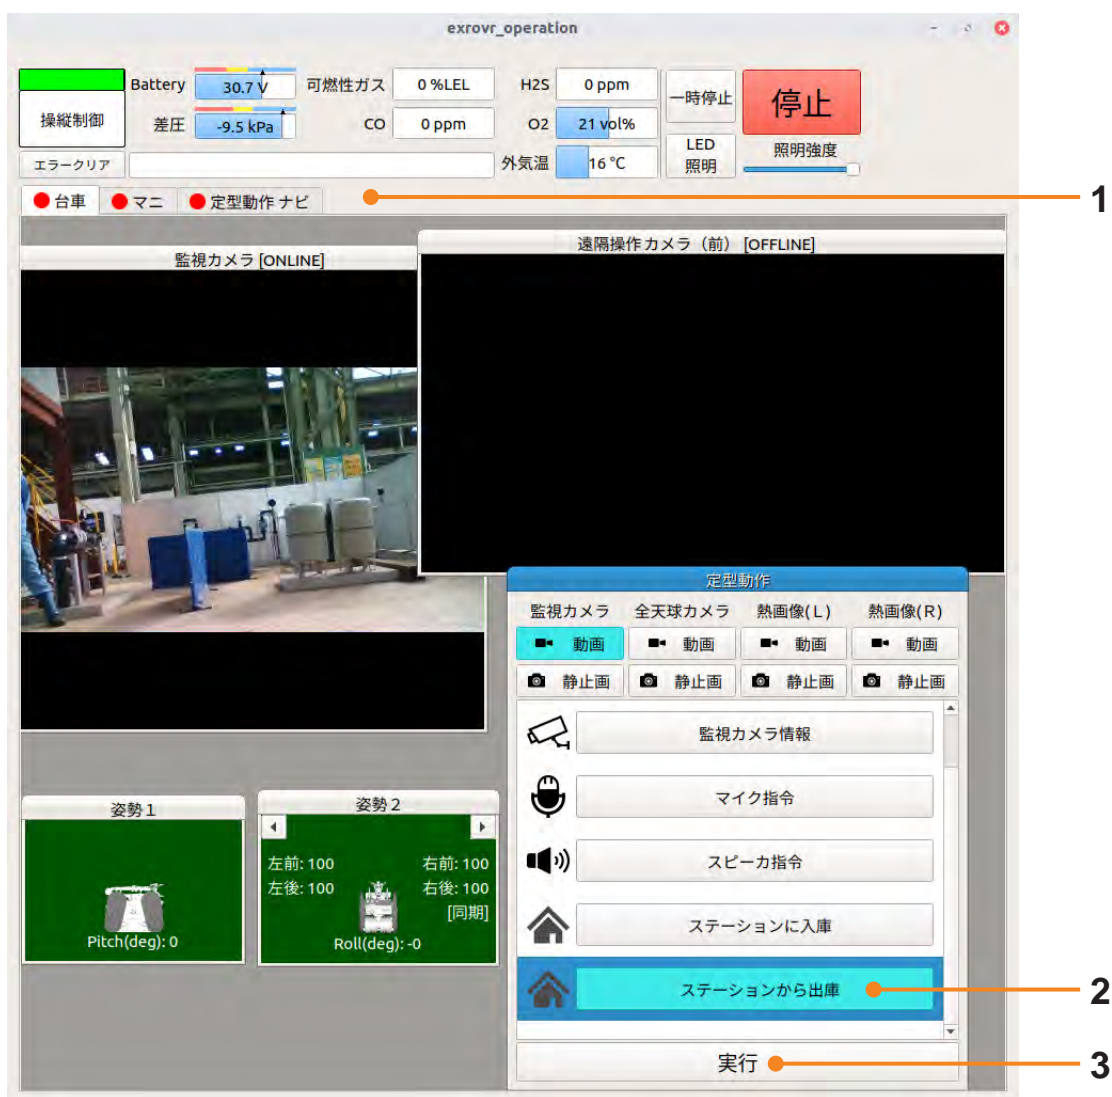 exrovr_operation
操縦制御
Battery
30.7 V
可燃性ガス
0 %LEL
H2S
0 ppm
一時停止
停止
差圧
-9.5 kPa
CO
0 ppm
O2
21 vol%
LED
照明
照明強度
エラークリア
外気温
16 °C
台車
マニ
定型動作 ナビ
1
監視カメラ [ONLINE]
遠隔操作 カメラ（前） [OFFLINE]
定型動作
監視カメラ
全天球カメラ
熱画像(L)
熱画像(R)
動画
動画
動画
動画
静止画
静止画
静止画
静止画
監視カメラ情報
マイク指令
スピーカ指令
ステーションに入庫
ステーションから出庫
2
実行
3
姿勢１
Pitch(deg): 0
姿勢２
左前: 100
右前: 100
左後: 100
右後: 100
[同期]
Roll(deg): -0